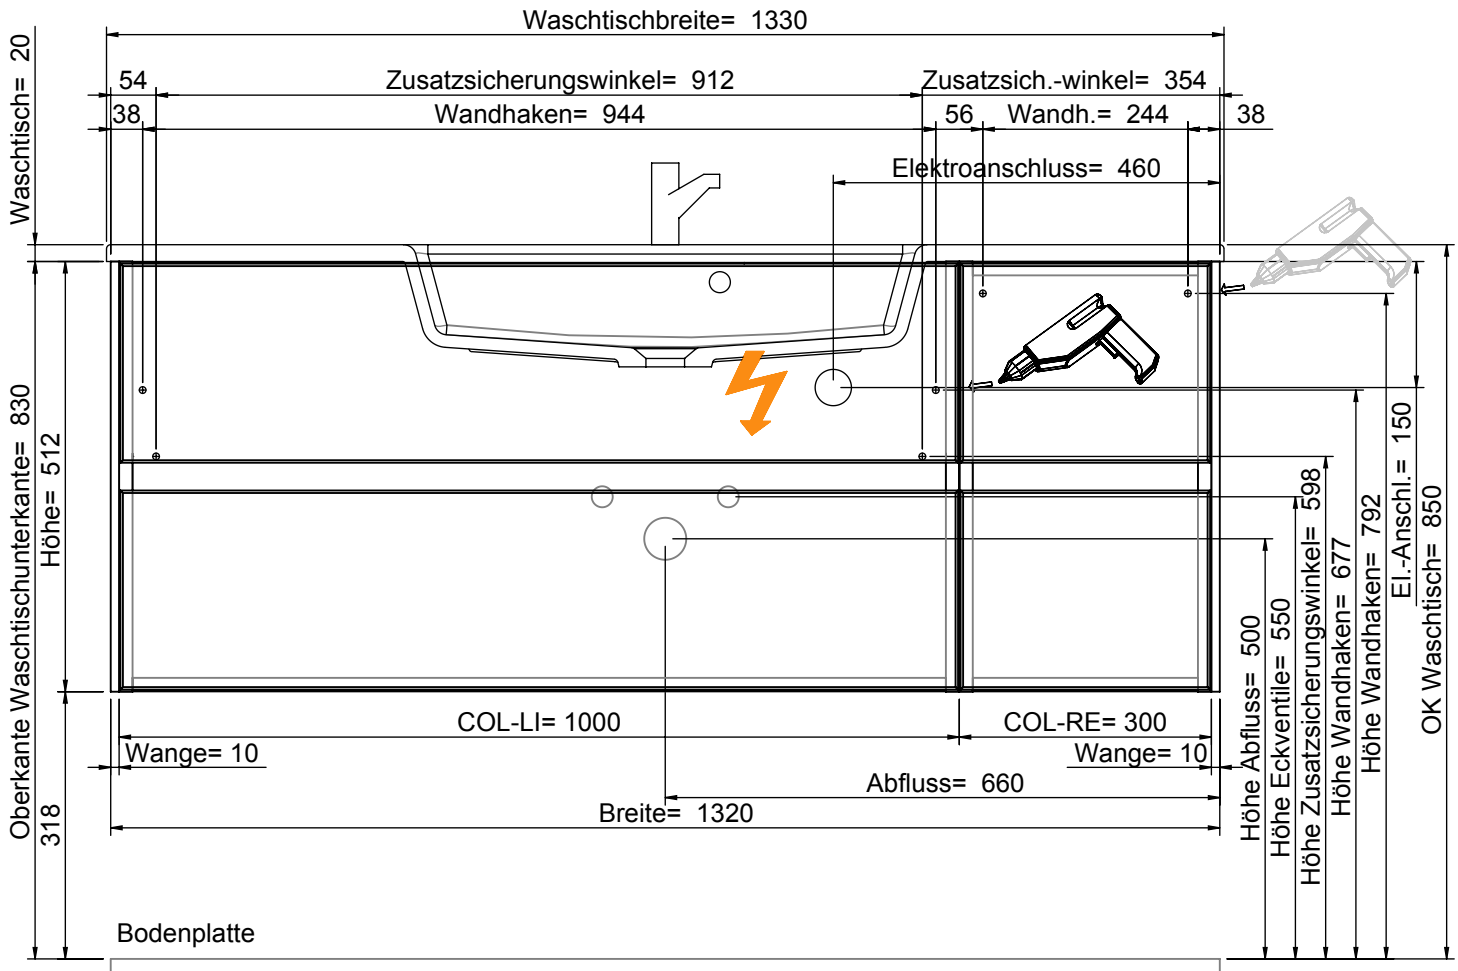 Waschtischbreite= 1330
54
Zusatzsicherungswinkel= 912
Zusatzsich.-winkel= 354
38
Wandhaken= 944
56
Wandh.= 244
38
Elektroanschluss= 460
Waschtisch= 20
Oberkante Waschtischunterkante= 830
Höhe= 512
318
El.-Anschl.= 150
OK Waschtisch= 850
Höhe Wandhaken= 792
Höhe Wandhaken= 677
Höhe Zusatzsicherungswinkel= 598
Höhe Eckventile= 550
Höhe Abfluss= 500
COL-LI= 1000
COL-RE= 300
Wange= 10
Wange= 10
Abfluss= 660
Breite= 1320
Bodenplatte